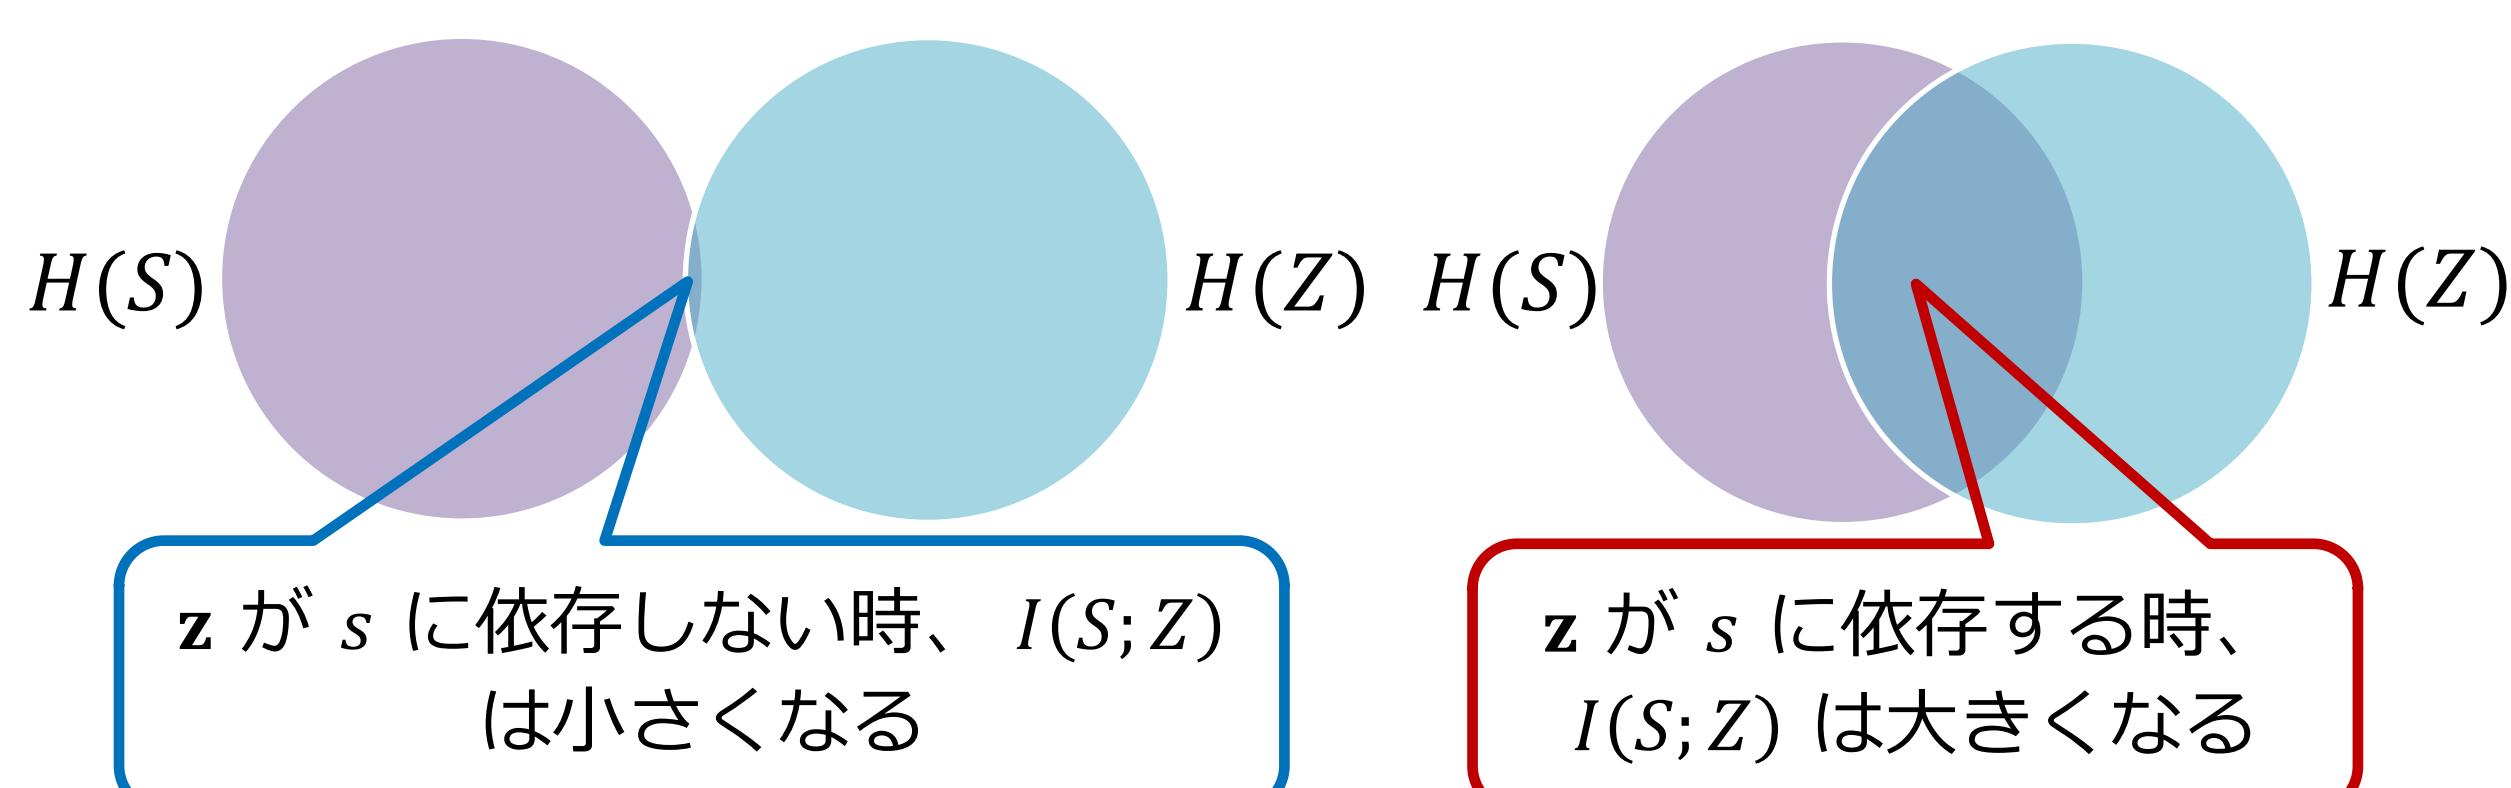 H(S)
H(Z)
H(S)
H(Z)
z が s に依存しない時、 I(S; Z)
は小さくなる
z が s に依存する時、
I(S; Z) は大きくなる